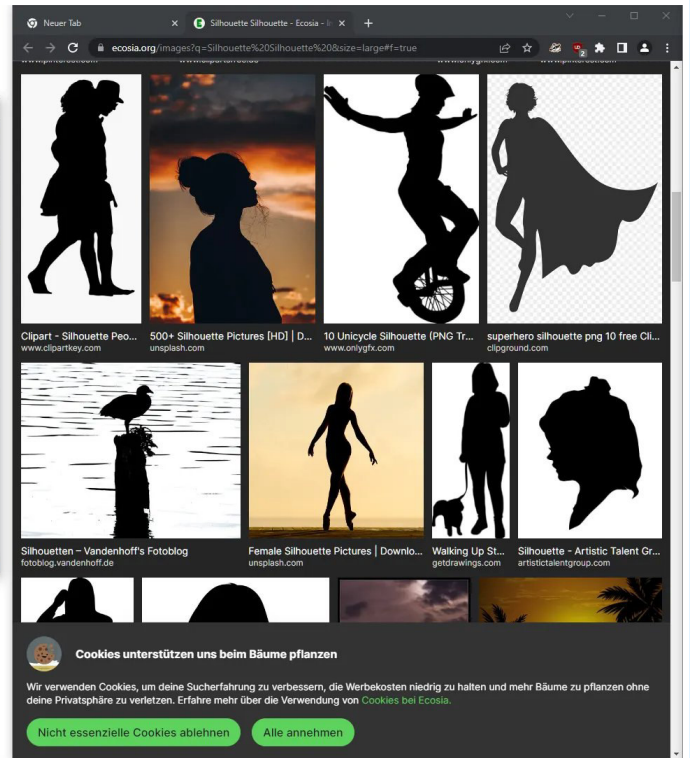 Neuer Tab
Silhouette Silhouette - Ecosia - I
ecosia.org/images?q=Silhouette%20Silhouette%20&size=large#f=true
2
Clipart - Silhouette Peo...
www.clipartkey.com
500+ Silhouette Pictures [HD] | D...
unsplash.com
10 Unicycle Silhouette (PNG Tr...
www.onlygfx.com
superhero silhouette png 10 free Cli...
clipground.com
Silhouetten – Vandenhoff's Fotoblog
fotoblog.vandenhoff.de
Female Silhouette Pictures | Downlo...
unsplash.com
Walking Up St...
getdrawings.com
Silhouette - Artistic Talent Gr...
artistictalentgroup.com
Cookies unterstützen uns beim Bäume pflanzen
Wir verwenden Cookies, um deine Sucherfahrung zu verbessern, die Werbekosten niedrig zu halten und mehr Bäume zu pflanzen ohne
deine Privatsphäre zu verletzen. Erfahre mehr über die Verwendung von Cookies bei Ecosia.
Nicht essenzielle Cookies ablehnen
Alle annehmen